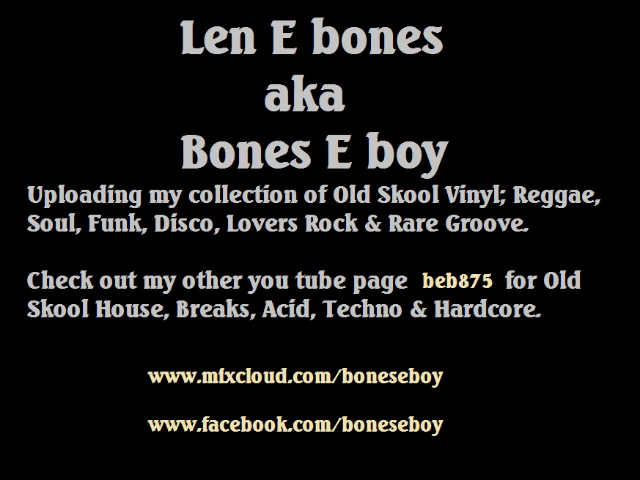 Len E bones
aka
Bones E boy
Uploading my collection of Old Skool Vinyl; Reggae,
Soul, Funk, Disco, Lovers Rock & Rare Groove.
Check out my other you tube page beb875 for Old
Skool House, Breaks, Acid, Techno & Hardcore.
www.mixcloud.com/boneseboy
www.facebook.com/boneseboy